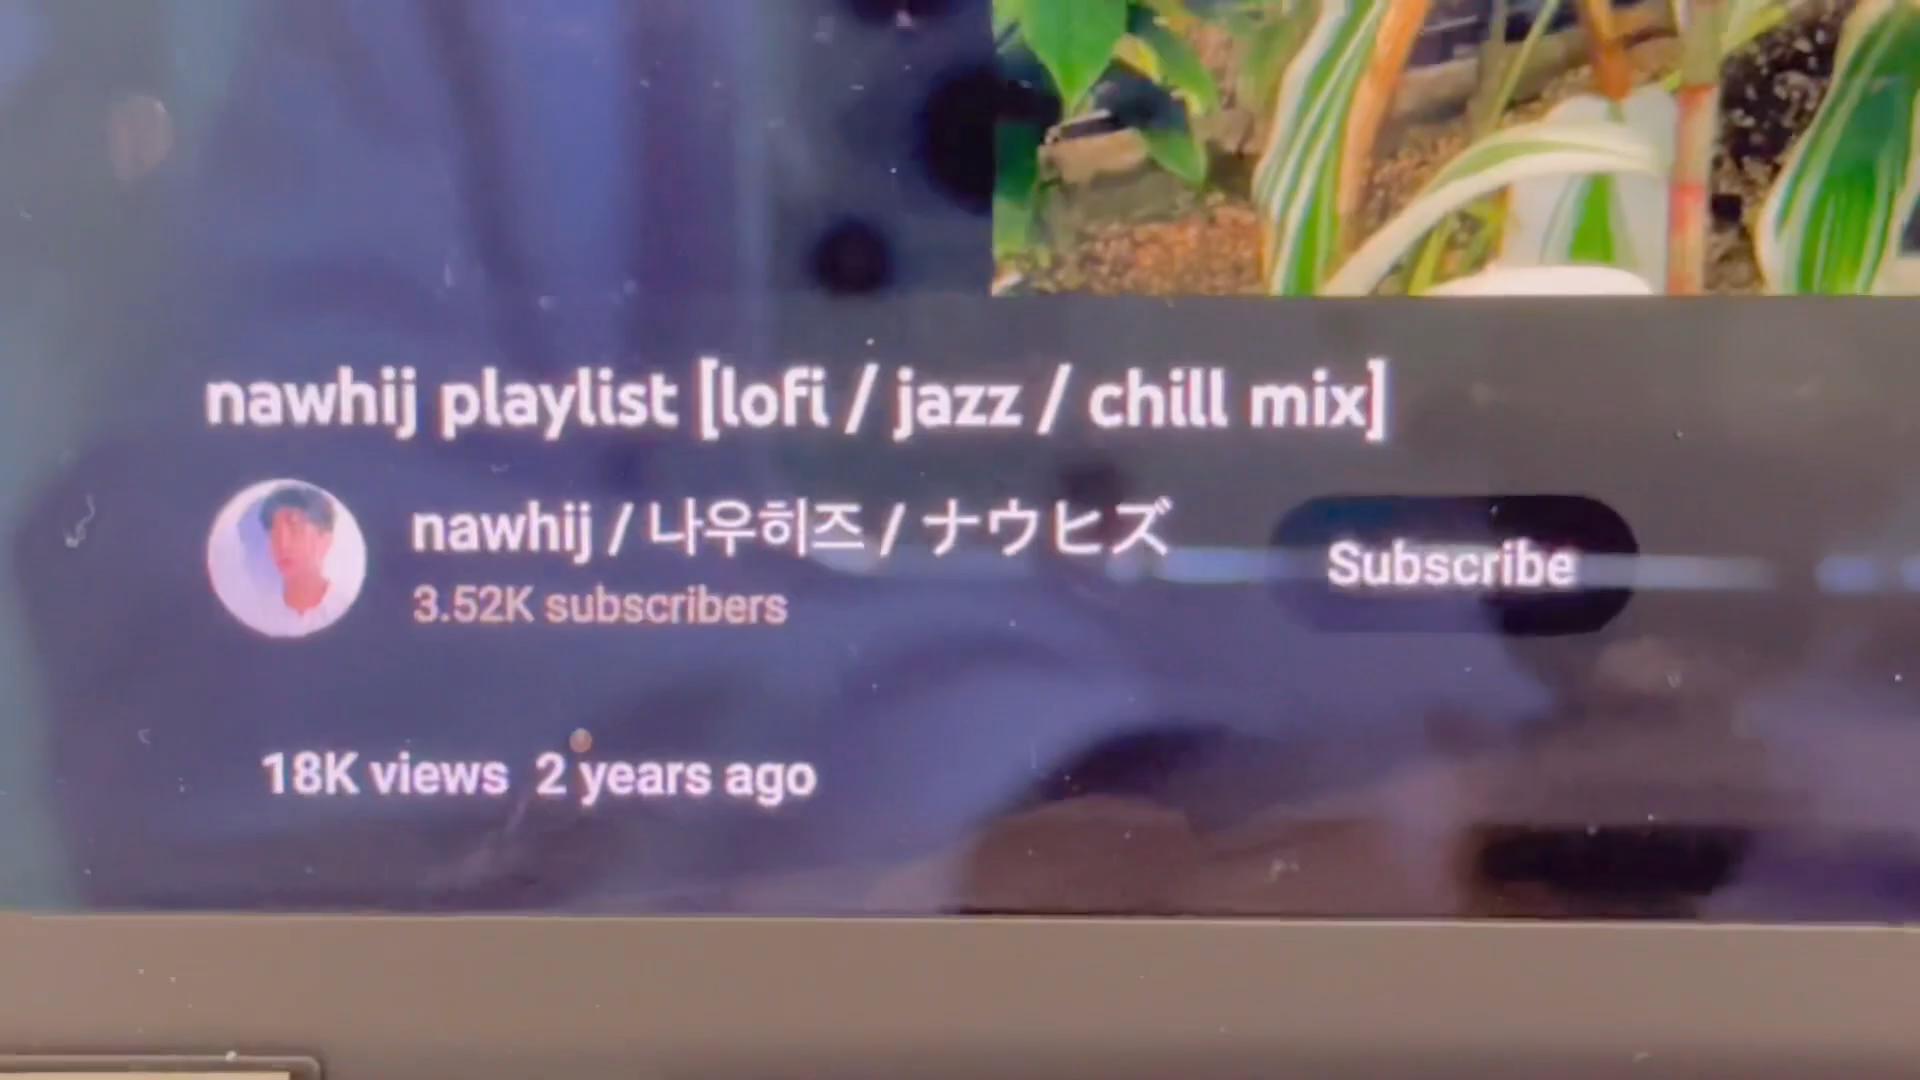 nawhij playlist [lofi / jazz / chill mix]
nawhij / 나우히즈 / ナウヒズ
3.52K subscribers
Subscribe
18K views 2 years ago